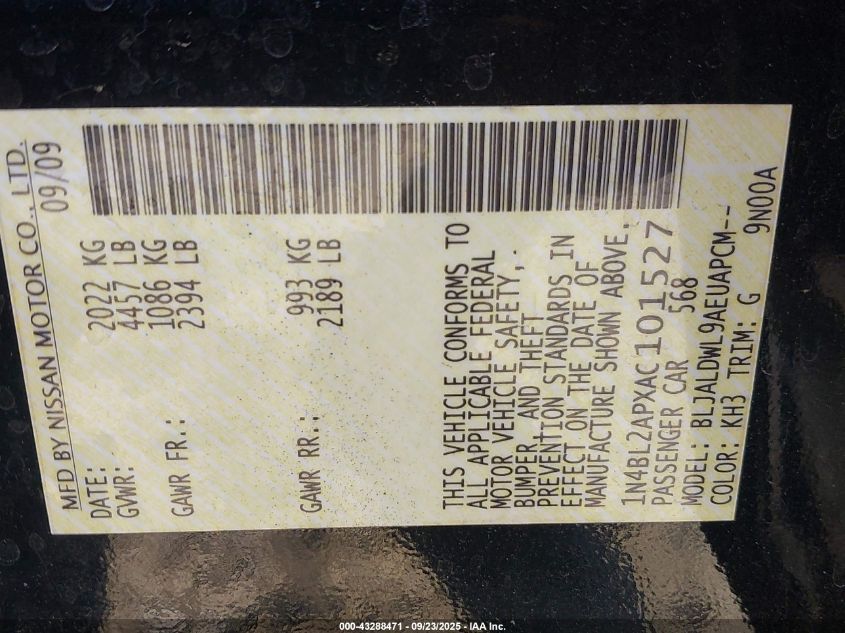 MFD BY NISSAN MOTOR CO., LTD.
DATE: 09/09
GVWR: 2022 KG
4457 LB
GAWR FR.: 1086 KG
2394 LB
GAWR RR.: 993 KG
2189 LB
THIS VEHICLE CONFORMS TO
ALL APPLICABLE FEDERAL
MOTOR VEHICLE SAFETY,
BUMPER, AND THEFT
PREVENTION STANDARDS IN
EFFECT ON THE DATE OF
MANUFACTURE SHOWN ABOVE.
1N4BL2APXAC101527
PASSENGER CAR 568
MODEL: BLJALDWL9AEUAPCM--
COLOR: KH3 TRIM: G 9N00A
000-43288471 - 09/23/2025 - IAA Inc.